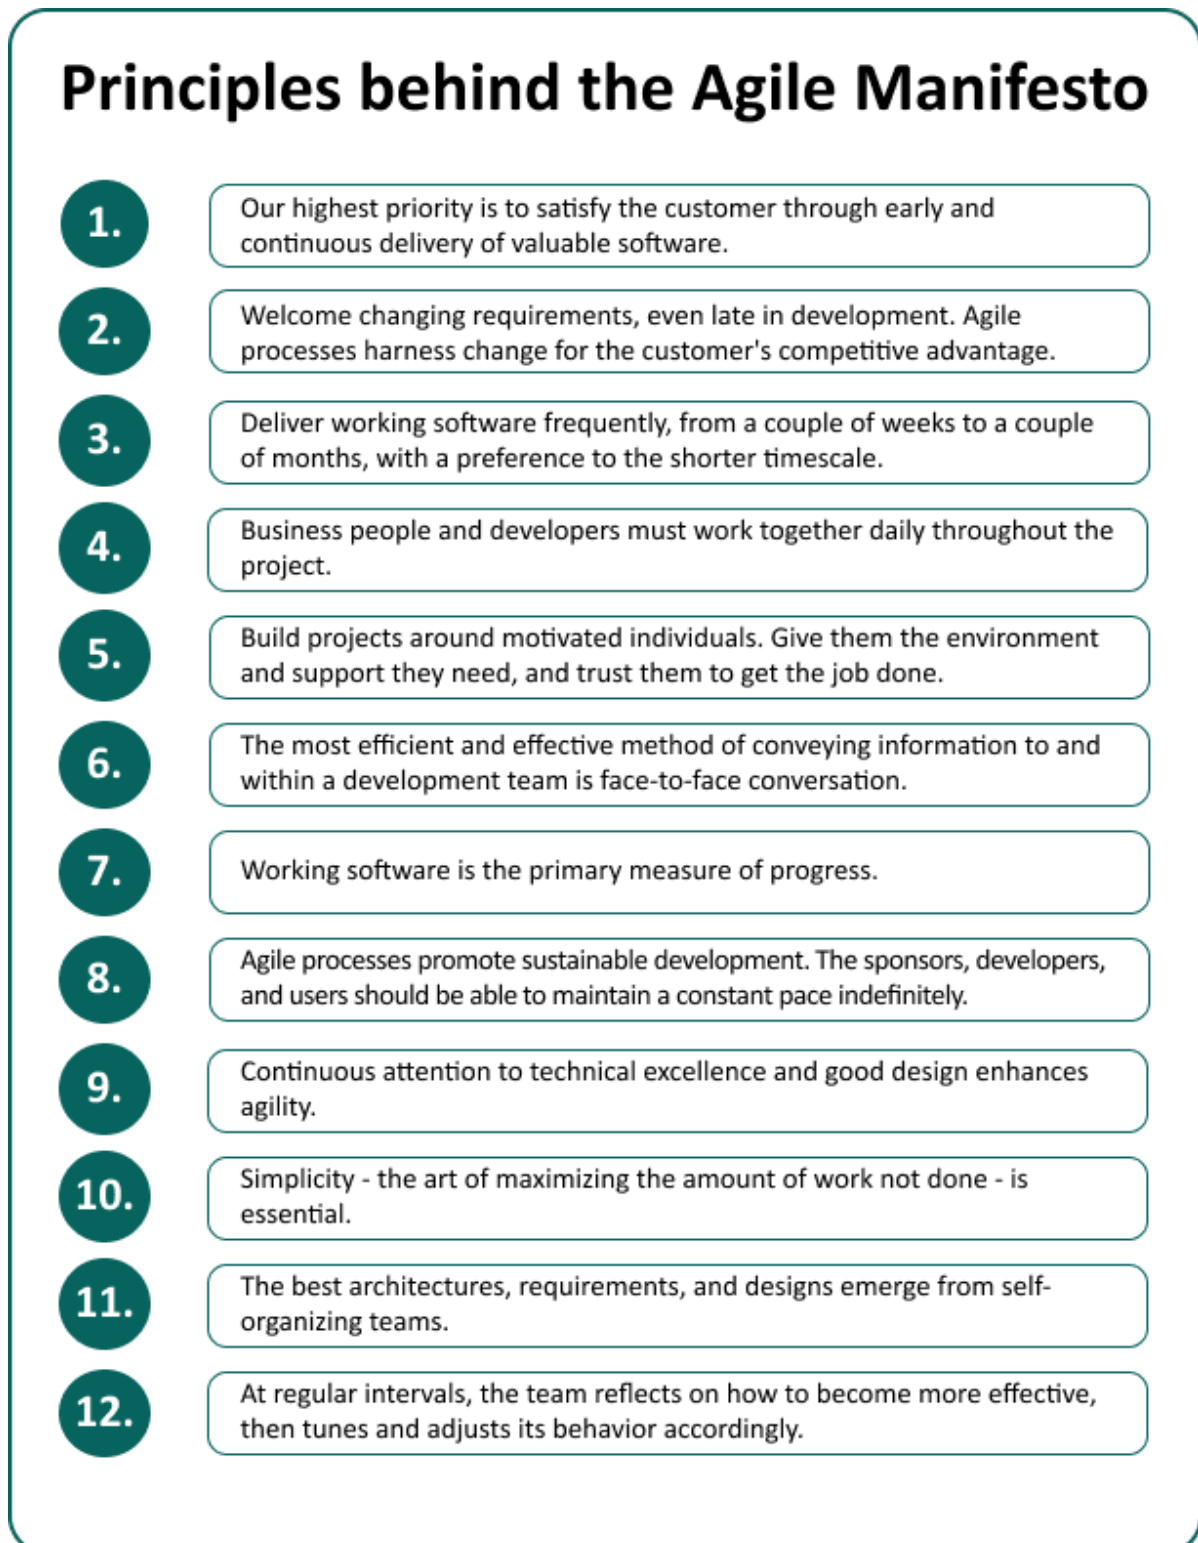 Principles behind the Agile Manifesto
1.
Our highest priority is to satisfy the customer through early and
continuous delivery of valuable software.
2.
Welcome changing requirements, even late in development. Agile
processes harness change for the customer's competitive advantage.
3.
Deliver working software frequently, from a couple of weeks to a couple
of months, with a preference to the shorter timescale.
4.
Business people and developers must work together daily throughout the
project.
5.
Build projects around motivated individuals. Give them the environment
and support they need, and trust them to get the job done.
6.
The most efficient and effective method of conveying information to and
within a development team is face-to-face conversation.
7.
Working software is the primary measure of progress.
8.
Agile processes promote sustainable development. The sponsors, developers,
and users should be able to maintain a constant pace indefinitely.
9.
Continuous attention to technical excellence and good design enhances
agility.
10.
Simplicity - the art of maximizing the amount of work not done - is
essential.
11.
The best architectures, requirements, and designs emerge from self-
organizing teams.
12.
At regular intervals, the team reflects on how to become more effective,
then tunes and adjusts its behavior accordingly.